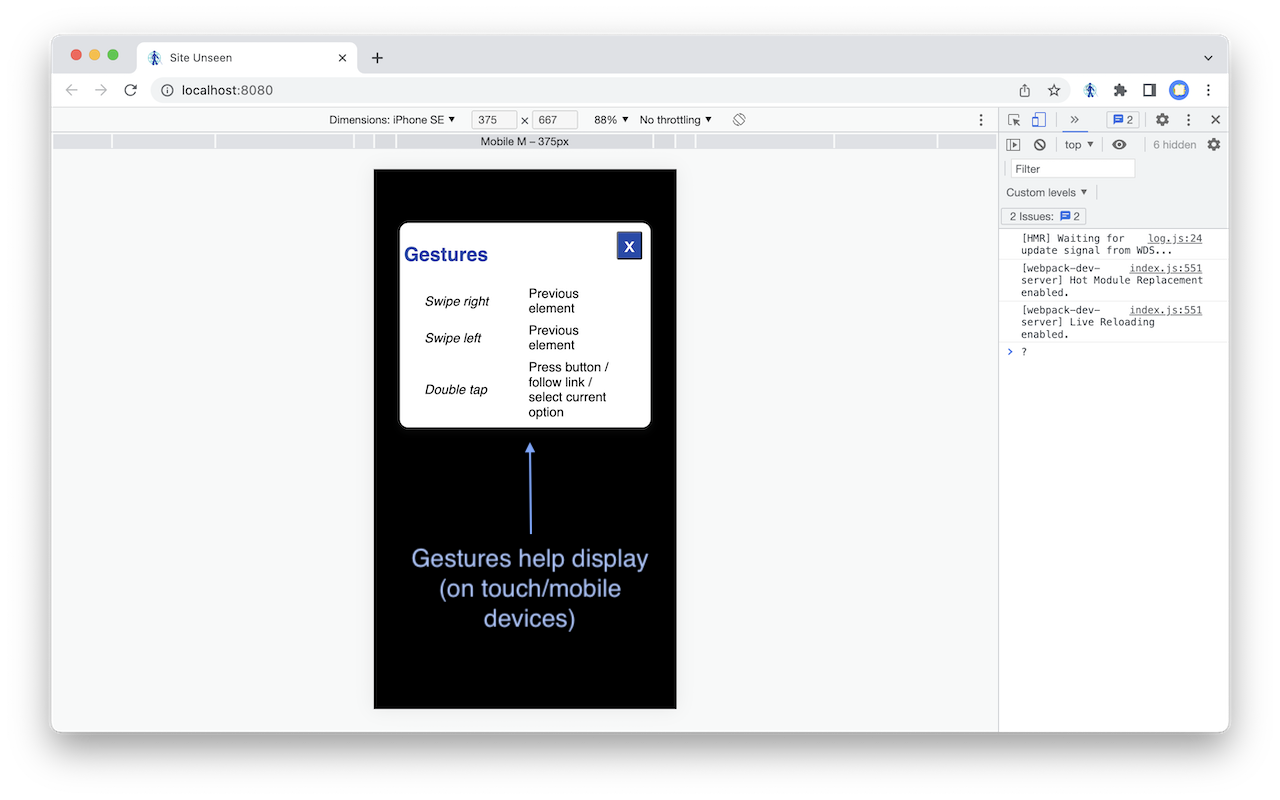 Site Unseen
localhost:8080
Dimensions: iPhone SE 375 x 667 88% No throttling
Mobile M – 375px
Gestures
X
Swipe right
Previous
element
Swipe left
Previous
element
Double tap
Press button /
follow link /
select current
option
Gestures help display
(on touch/mobile
devices)
2
top
6 hidden
Filter
Custom levels
2 Issues: 2
[HMR] Waiting for log.js:24
update signal from WDS...
[webpack-dev- index.js:551
server] Hot Module Replacement
enabled.
[webpack-dev- index.js:551
server] Live Reloading
enabled.
> ?